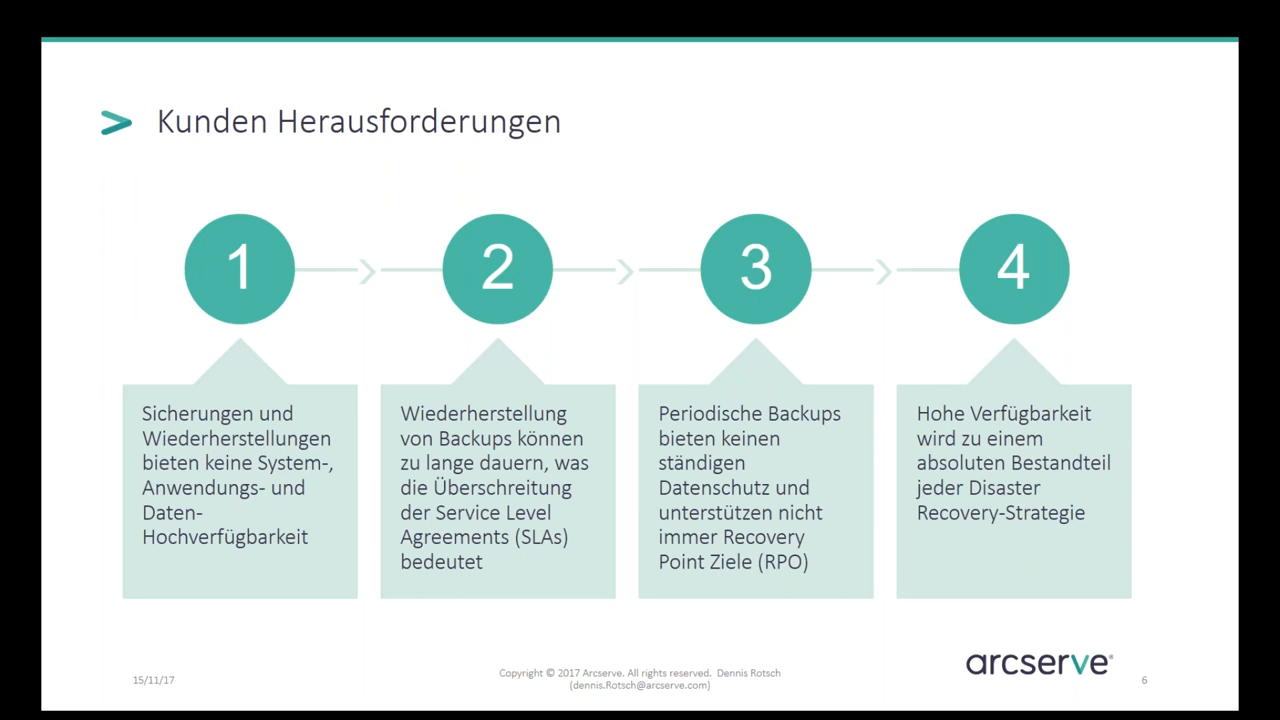 Kunden Herausforderungen
1
2
3
4
Sicherungen und
Wiederherstellungen
bieten keine System-,
Anwendungs- und
Daten-
Hochverfügbarkeit
Wiederherstellung
von Backups können
zu lange dauern, was
die Überschreitung
der Service Level
Agreements (SLAs)
bedeutet
Periodische Backups
bieten keinen
ständigen
Datenschutz und
unterstützen nicht
immer Recovery
Point Ziele (RPO)
Hohe Verfügbarkeit
wird zu einem
absoluten Bestandteil
jeder Disaster
Recovery-Strategie
15/11/17
Copyright © 2017 Arcserve. All rights reserved. Dennis Rotsch
(dennis.Rotsch@arcserve.com)
arcserve®
6